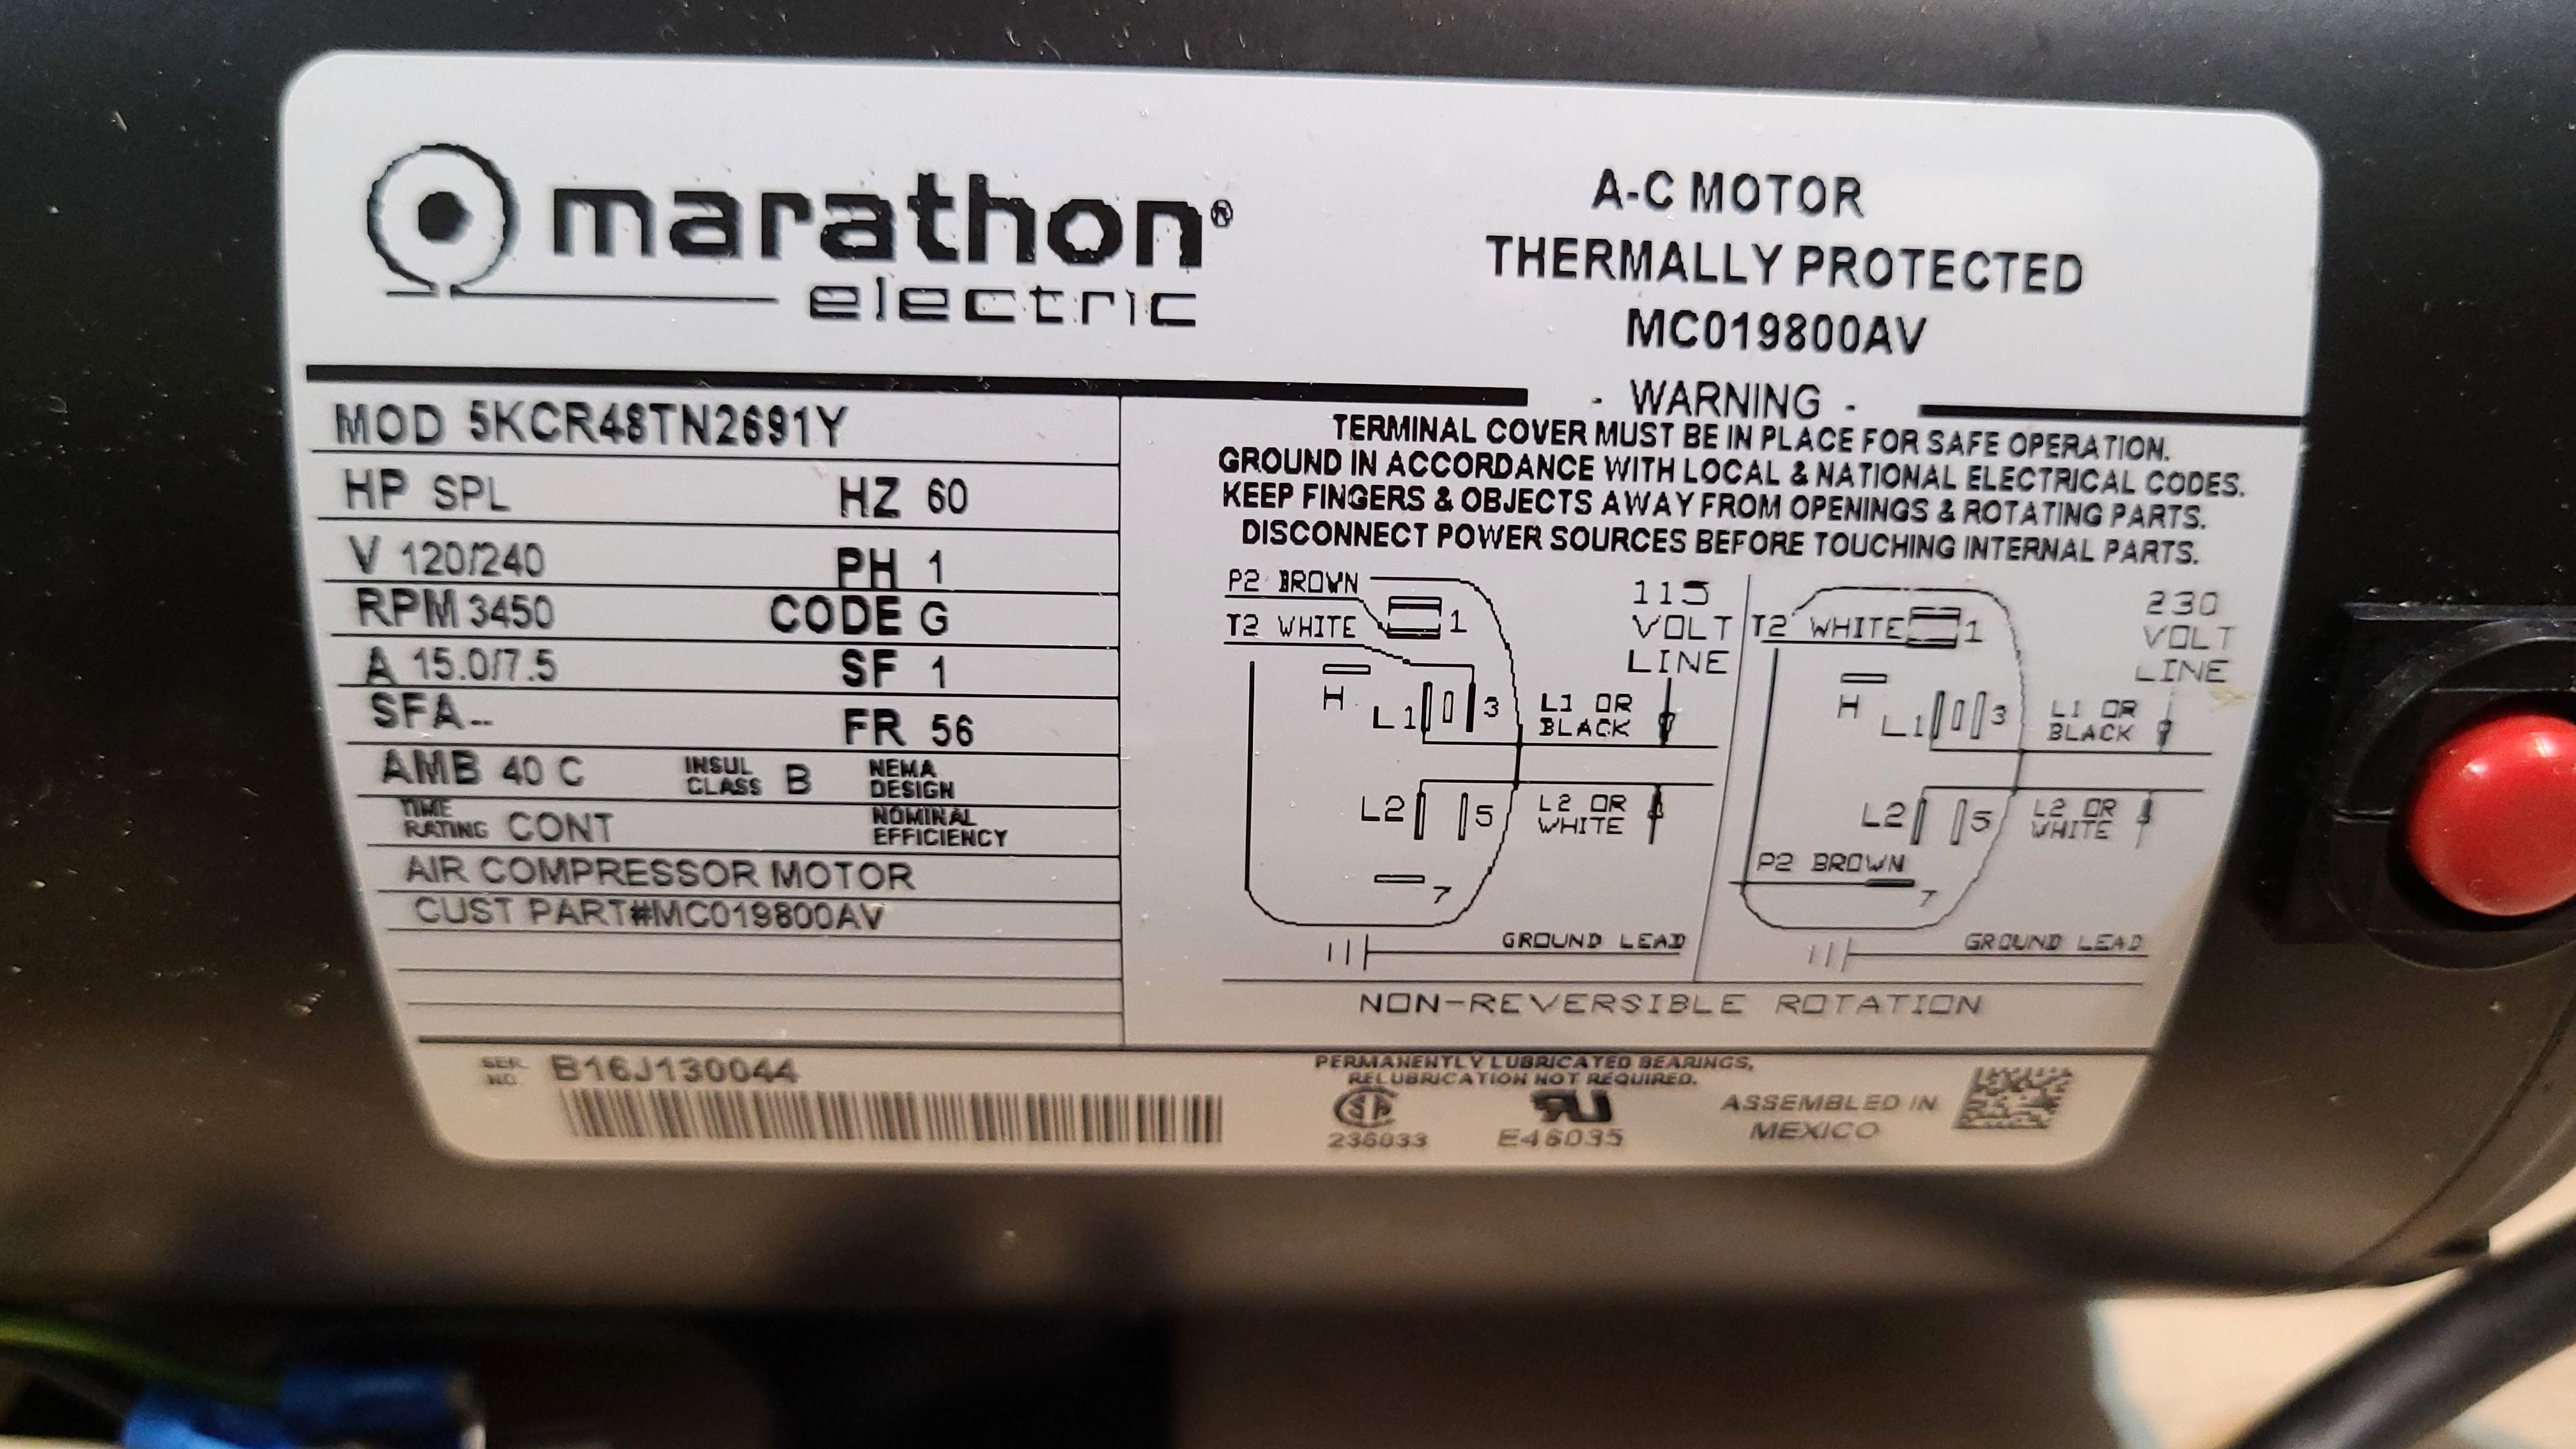 marathon®
electric
A-C MOTOR
THERMALLY PROTECTED
MC019800AV
- WARNING -
TERMINAL COVER MUST BE IN PLACE FOR SAFE OPERATION.
GROUND IN ACCORDANCE WITH LOCAL & NATIONAL ELECTRICAL CODES.
KEEP FINGERS & OBJECTS AWAY FROM OPENINGS & ROTATING PARTS.
DISCONNECT POWER SOURCES BEFORE TOUCHING INTERNAL PARTS.
MOD 5KCR48TN2691Y
HP SPL HZ 60
V 120/240 PH 1
RPM 3450 CODE G
A 15.0/7.5 SF 1
SFA -- FR 56
AMB 40 C INSUL CLASS B NEMA DESIGN
TIME RATING CONT NOMINAL EFFICIENCY
AIR COMPRESSOR MOTOR
CUST PART#MC019800AV
P2 BROWN
T2 WHITE
1
115
VOLT
LINE
H
L1
3
L1 OR
BLACK
L2
5
L2 OR
WHITE
7
GROUND LEAD
T2 WHITE
1
230
VOLT
LINE
H
L1
3
L1 OR
BLACK
L2
5
L2 OR
WHITE
P2 BROWN
7
GROUND LEAD
NON-REVERSIBLE ROTATION
SER. NO. B16J130044
PERMANENTLY LUBRICATED BEARINGS,
RELUBRICATION NOT REQUIRED.
236033
E46035
ASSEMBLED IN
MEXICO